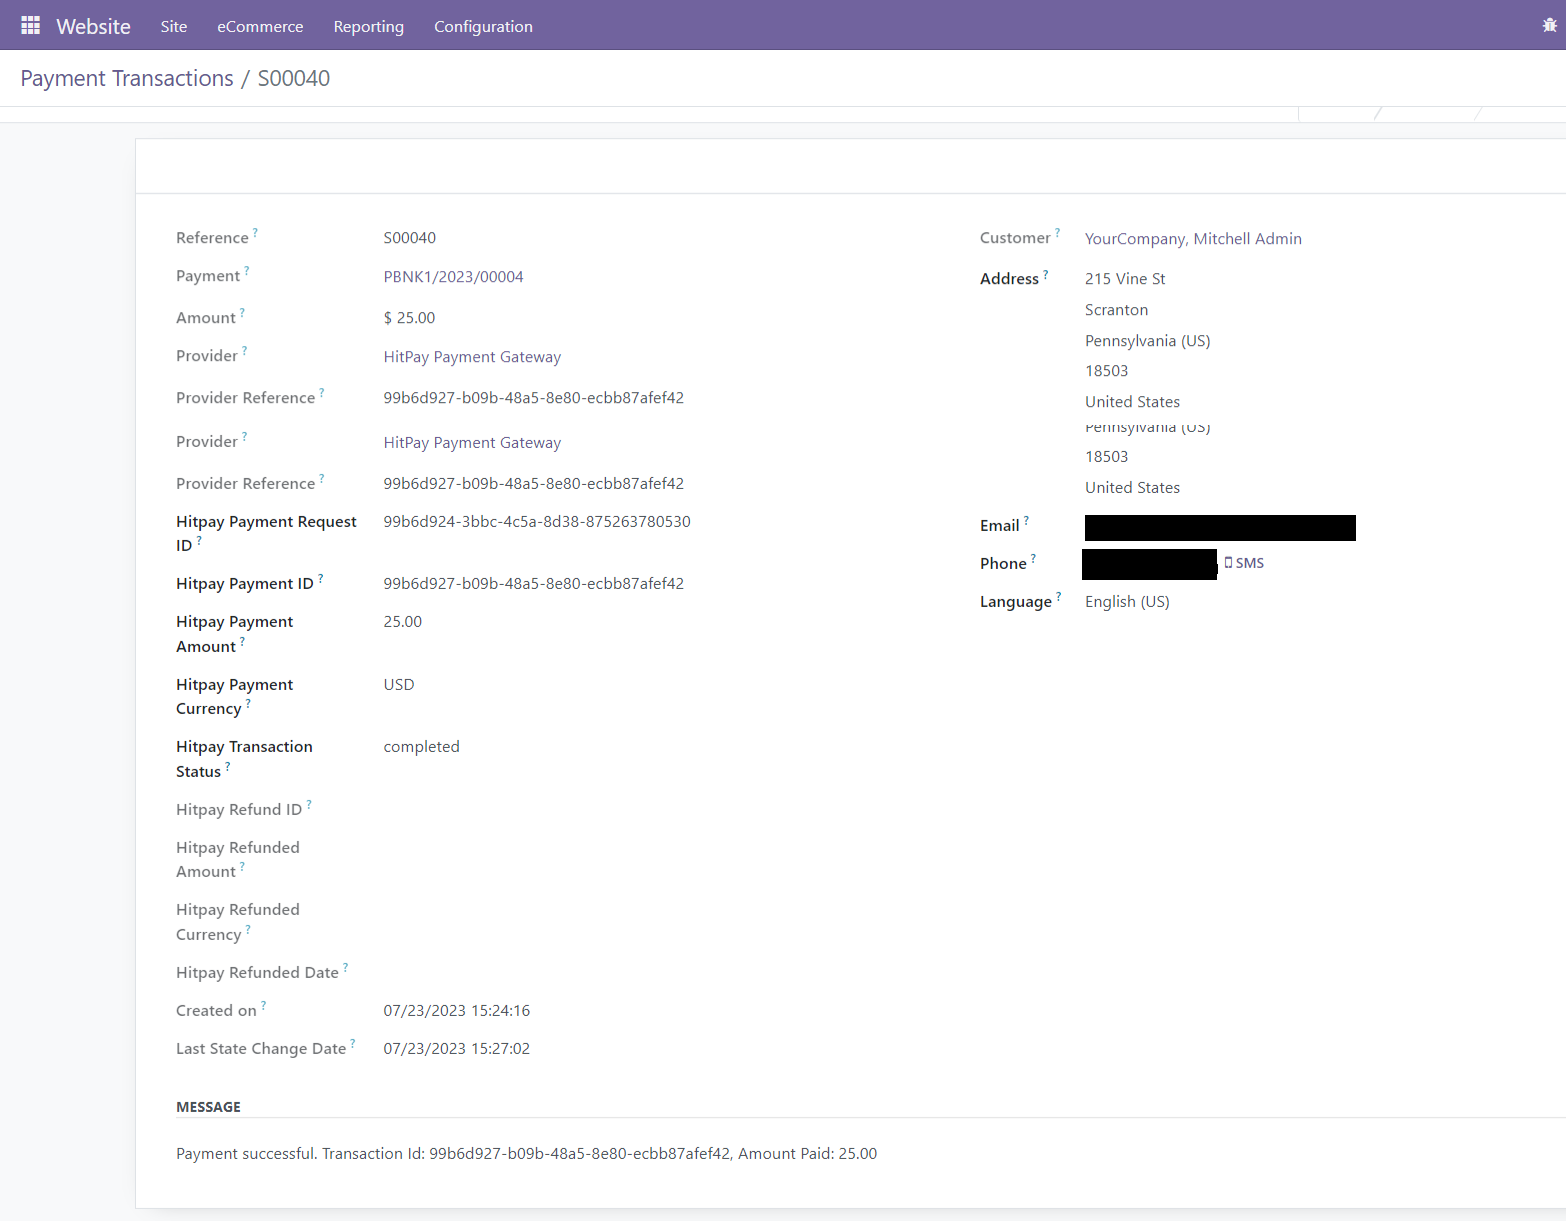 Website Site eCommerce Reporting Configuration
Payment Transactions / S00040
Reference ? S00040
Payment ? PBNK1/2023/00004
Amount ? $ 25.00
Provider ? HitPay Payment Gateway
Provider Reference ? 99b6d927-b09b-48a5-8e80-ecbb87afef42
Provider ? HitPay Payment Gateway
Provider Reference ? 99b6d927-b09b-48a5-8e80-ecbb87afef42
Hitpay Payment Request 99b6d924-3bbc-4c5a-8d38-875263780530
ID ?
Hitpay Payment ID ? 99b6d927-b09b-48a5-8e80-ecbb87afef42
Hitpay Payment 25.00
Amount ?
Hitpay Payment USD
Currency ?
Hitpay Transaction completed
Status ?
Hitpay Refund ID ?
Hitpay Refunded
Amount ?
Hitpay Refunded
Currency ?
Hitpay Refunded Date ?
Created on ? 07/23/2023 15:24:16
Last State Change Date ? 07/23/2023 15:27:02
Customer ? YourCompany, Mitchell Admin
Address ? 215 Vine St
Scranton
Pennsylvania (US)
18503
United States
Pennsylvania (US)
18503
United States
Email ?
Phone ? SMS
Language ? English (US)
MESSAGE
Payment successful. Transaction Id: 99b6d927-b09b-48a5-8e80-ecbb87afef42, Amount Paid: 25.00